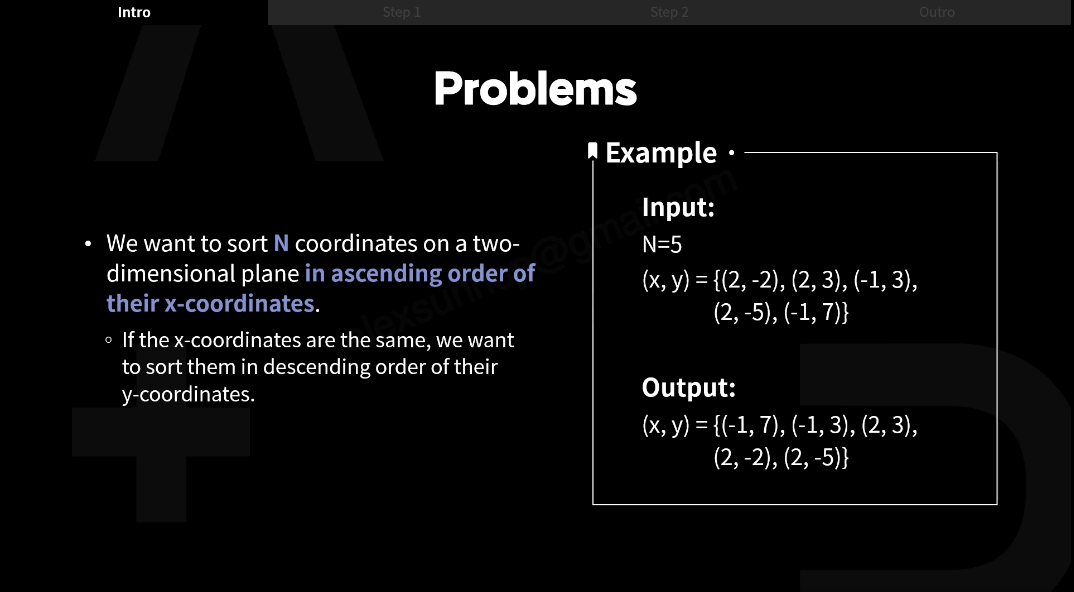 Intro
Step 1
Step 2
Outro
Problems
• We want to sort N coordinates on a two-
dimensional plane in ascending order of
their x-coordinates.
◦ If the x-coordinates are the same, we want
to sort them in descending order of their
y-coordinates.
Example •
Input:
N=5
(x, y) = {(2, -2), (2, 3), (-1, 3),
(2, -5), (-1, 7)}
Output:
(x, y) = {(-1, 7), (-1, 3), (2, 3),
(2, -2), (2, -5)}